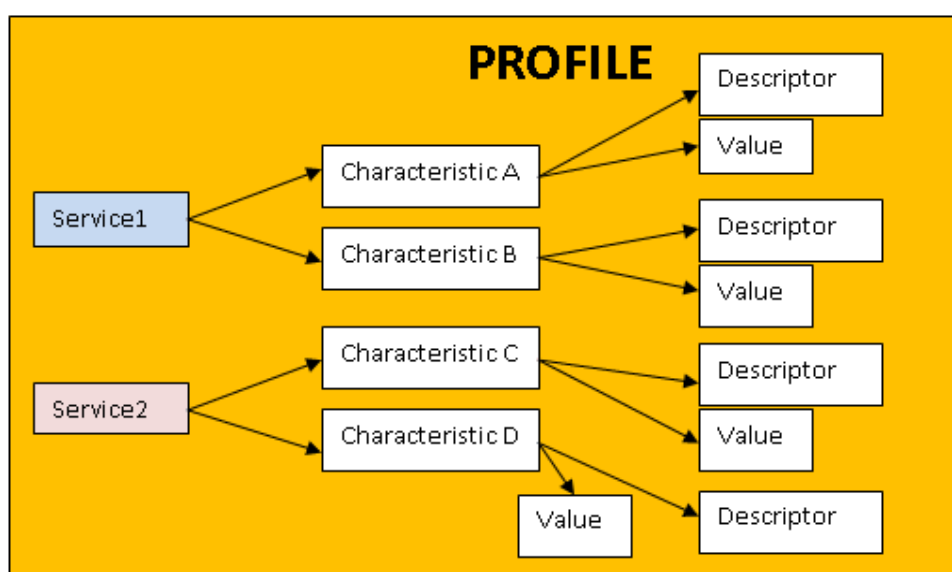 PROFILE
Descriptor
Value
Characteristic A
Service1
Characteristic B
Descriptor
Value
Characteristic C
Descriptor
Service2
Characteristic D
Value
Value
Descriptor